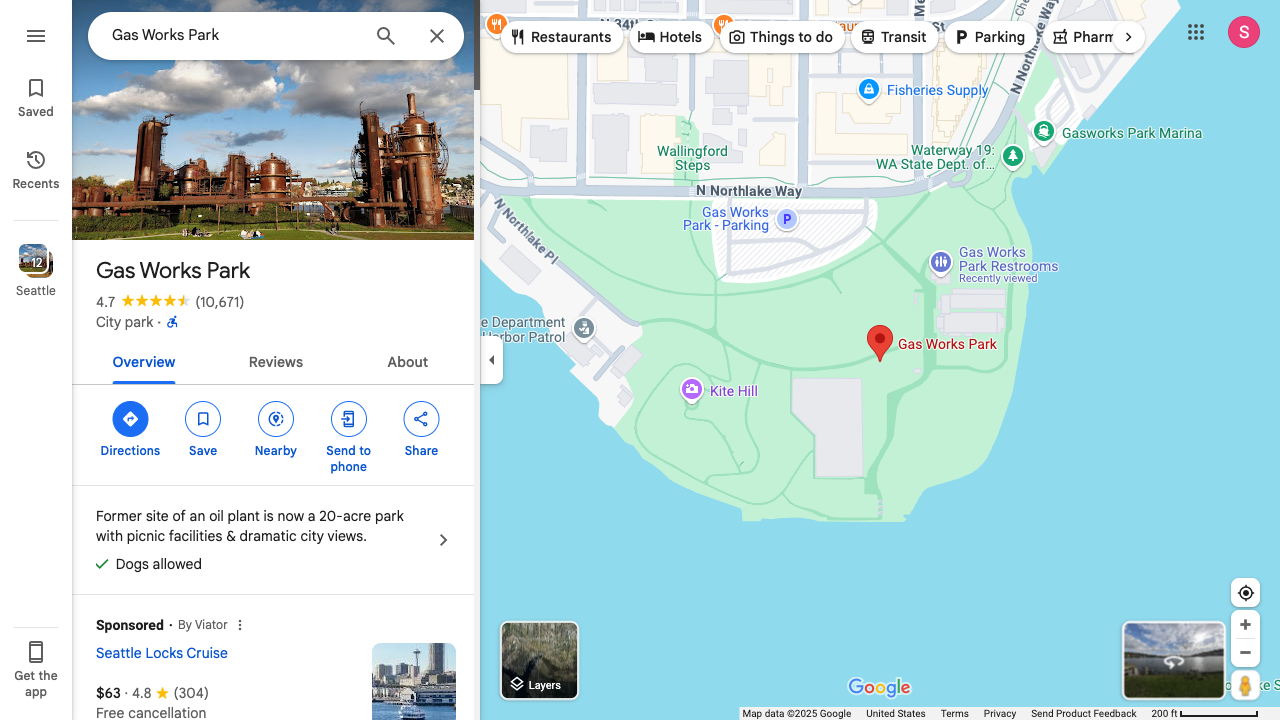 Gas Works Park
Saved
Recents
12
Seattle
Get the
app
Gas Works Park
4.7 (10,671)
City park ·
Overview
Reviews
About
Directions
Save
Nearby
Send to
phone
Share
Former site of an oil plant is now a 20-acre park
with picnic facilities & dramatic city views.
Dogs allowed
Sponsored · By Viator
Seattle Locks Cruise
$63 · 4.8 (304)
Free cancellation
Restaurants
Hotels
Things to do
Transit
Parking
Pharm
S
Fisheries Supply
Gasworks Park Marina
Waterway 19:
WA State Dept. of...
Wallingford
Steps
N Northlake Way
N Northlake Way
N Northlake Pl
Gas Works
Park - Parking
P
Gas Works
Park Restrooms
Recently viewed
e Department
arbor Patrol
Gas Works Park
Kite Hill
Layers
Google
Map data ©2025 Google
United States
Terms
Privacy
Send Product Feedback
200 ft